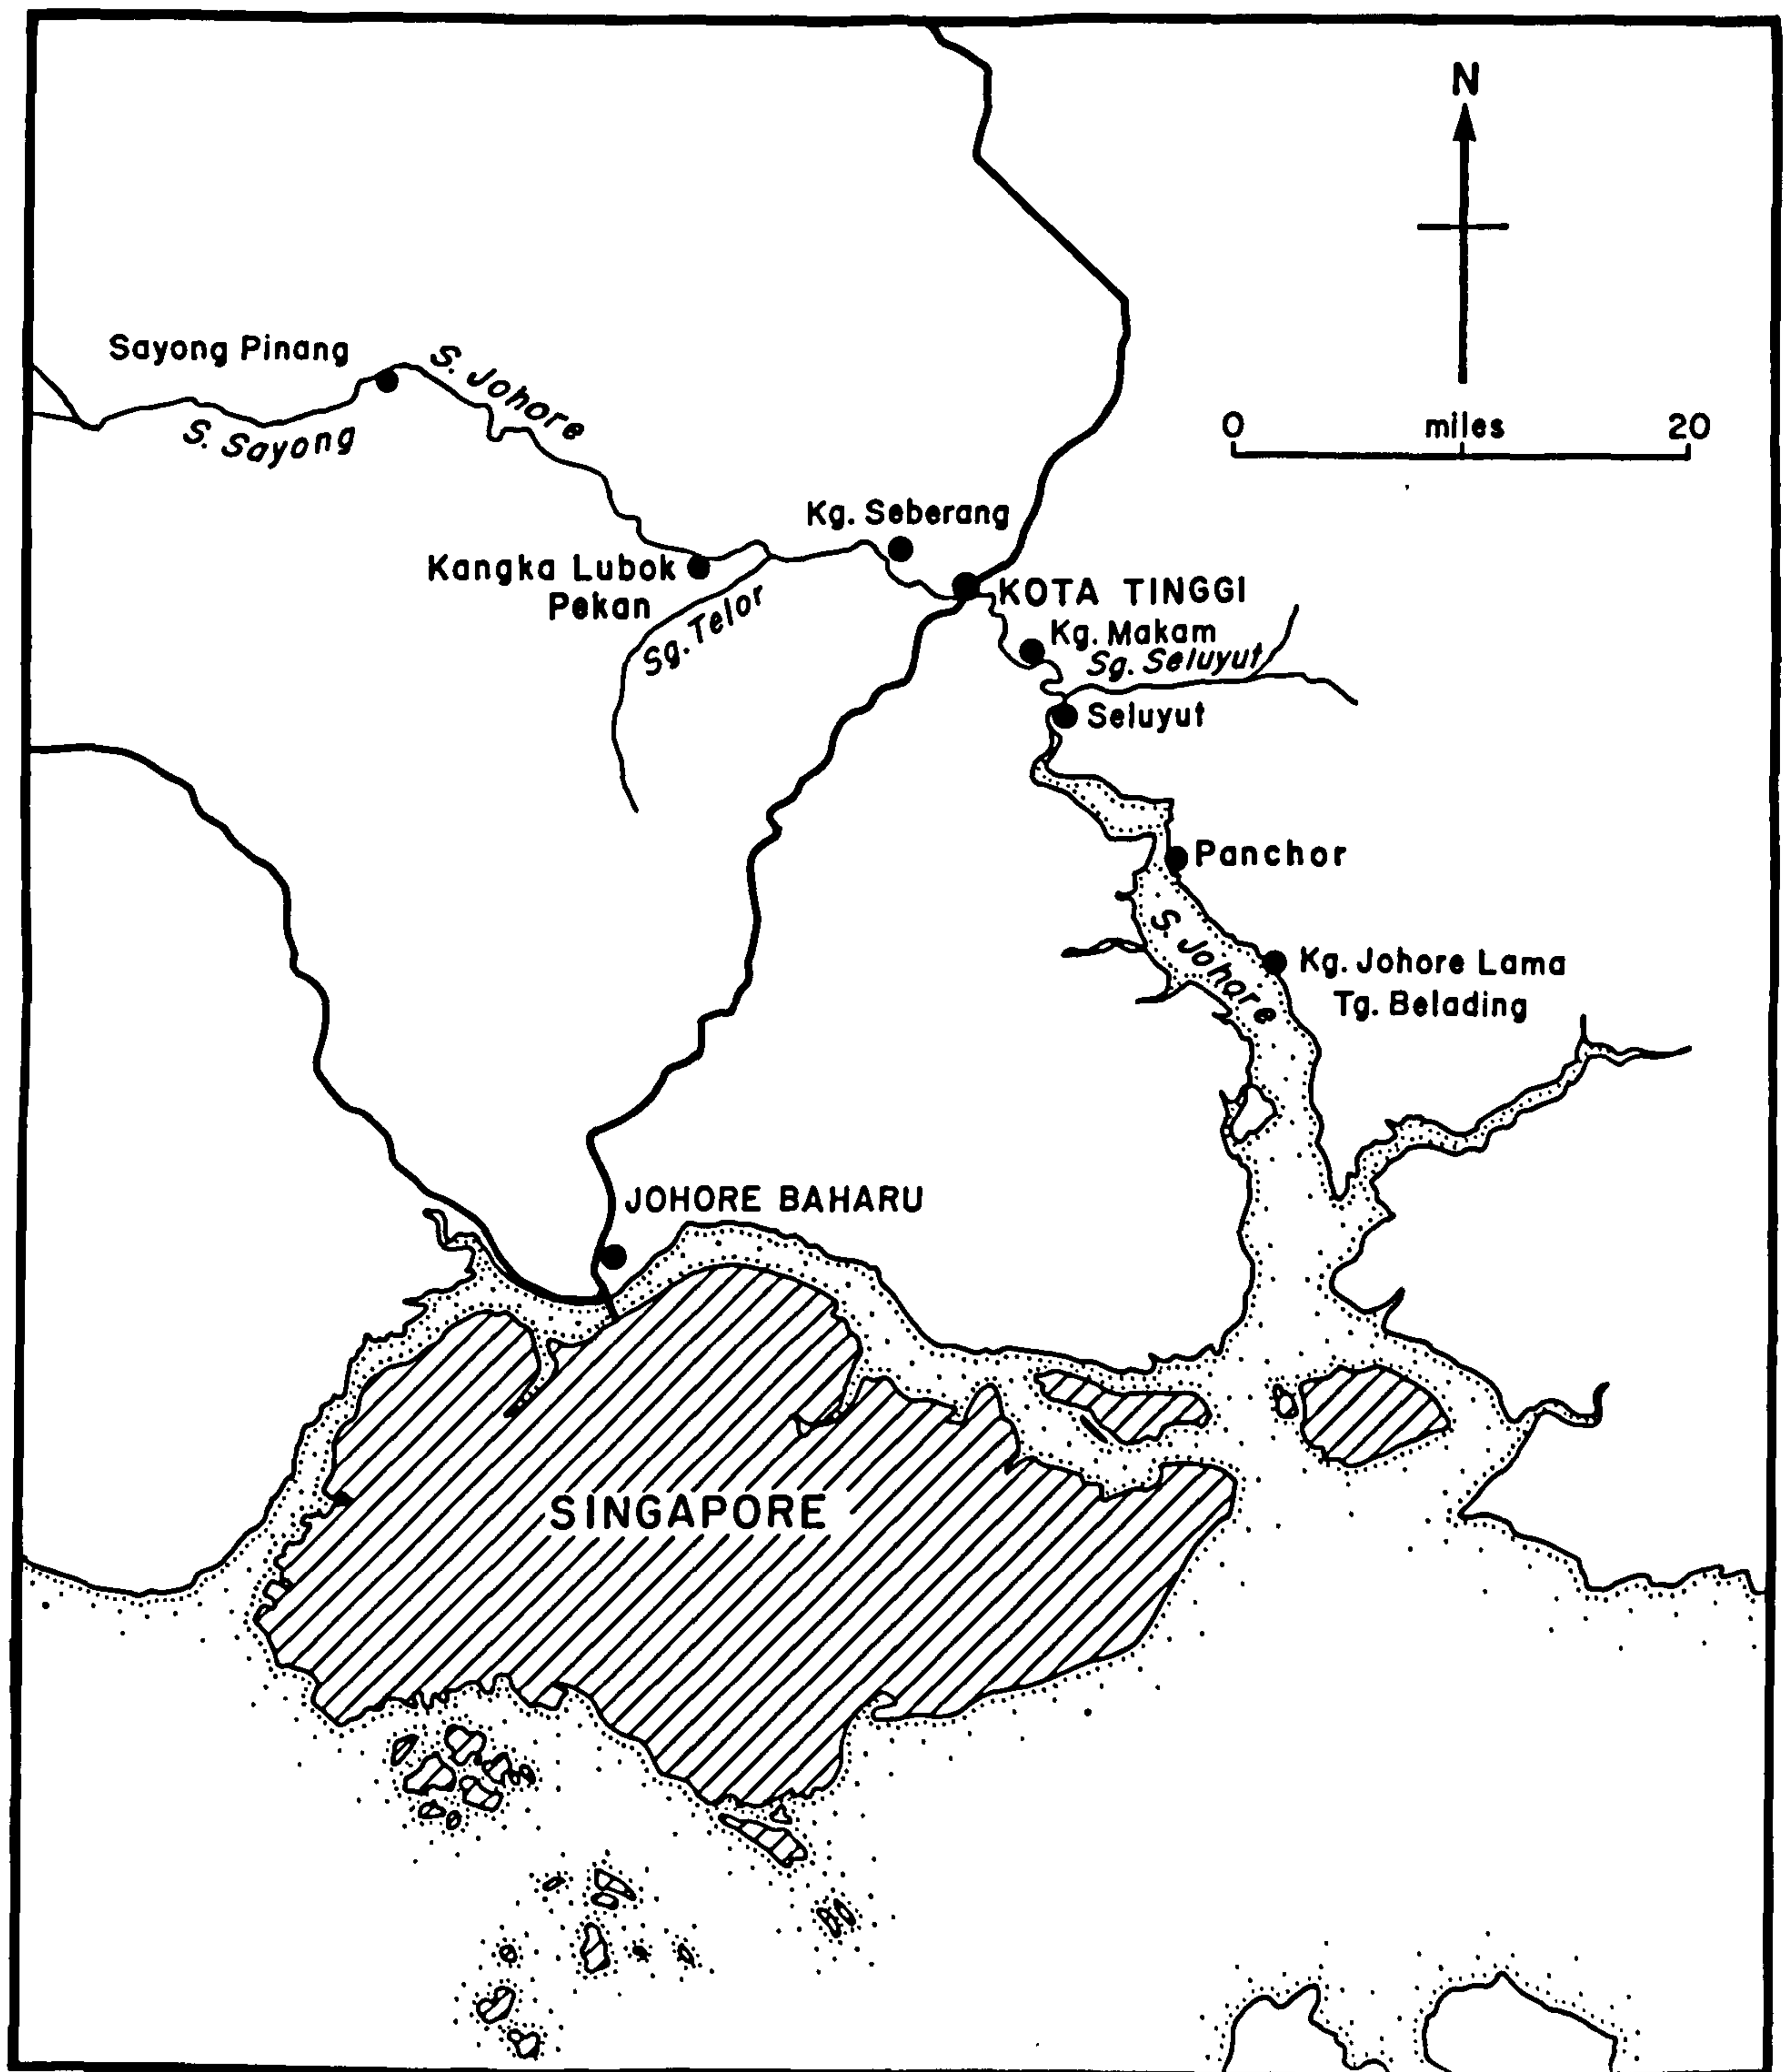 N
0 miles 20
Sayong Pinang
S. Johore
S. Sayong
Kg. Seberang
Kangka Lubok
Pekan
Sg. Telor
KOTA TINGGI
Kg. Makam
Sg. Seluyut
Seluyut
Panchor
S. Johore
Kg. Johore Lama
Tg. Belading
JOHORE BAHARU
SINGAPORE